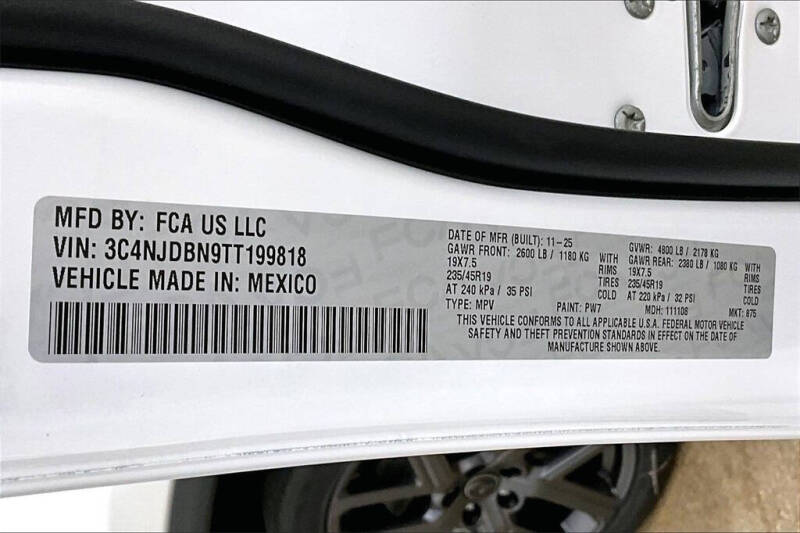 MFD BY: FCA US LLC
VIN: 3C4NJDBN9TT199818
VEHICLE MADE IN: MEXICO
DATE OF MFR (BUILT): 11-25 GVWR: 4800 LB / 2178 KG
GAWR FRONT: 2600 LB / 1180 KG WITH GAWR REAR: 2380 LB / 1080 KG WITH
19X7.5 RIMS 19X7.5 RIMS
235/45R19 TIRES 235/45R19 TIRES
AT 240 kPa / 35 PSI COLD AT 220 kPa / 32 PSI COLD
TYPE: MPV PAINT: PW7 MDH: 111108 MKT: 875
THIS VEHICLE CONFORMS TO ALL APPLICABLE U.S.A. FEDERAL MOTOR VEHICLE
SAFETY AND THEFT PREVENTION STANDARDS IN EFFECT ON THE DATE OF
MANUFACTURE SHOWN ABOVE.